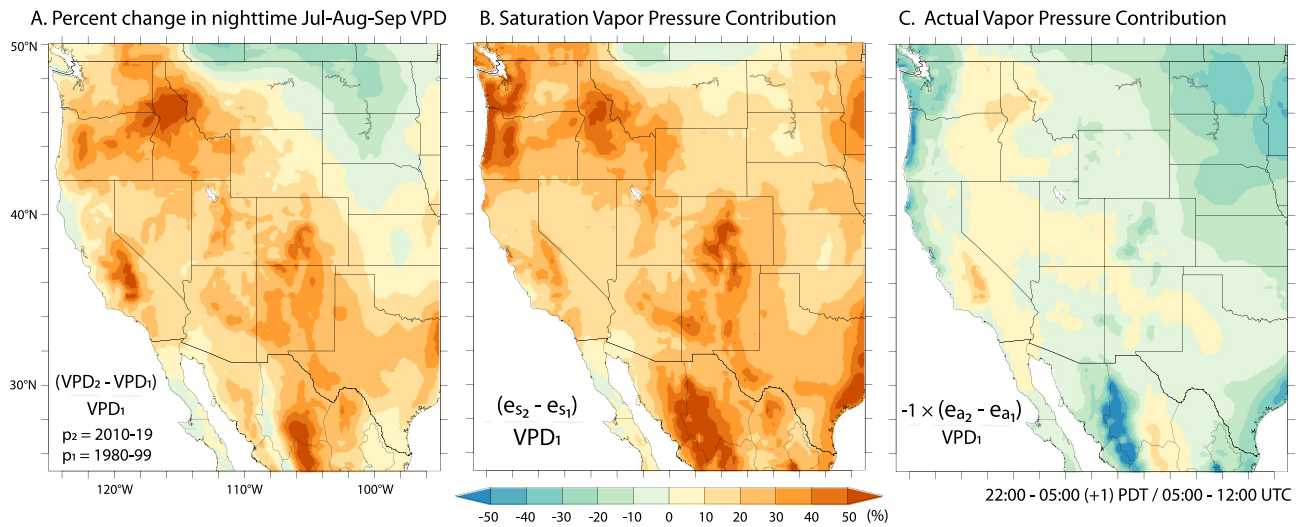 A. Percent change in nighttime Jul-Aug-Sep VPD
B. Saturation Vapor Pressure Contribution
C. Actual Vapor Pressure Contribution
50°N
40°N
30°N
(VPD₂ - VPD₁)
VPD₁
p₂ = 2010-19
p₁ = 1980-99
(eₛ₂ - eₛ₁)
VPD₁
-1 × (eₐ₂ - eₐ₁)
VPD₁
120°W 110°W 100°W
-50 -40 -30 -20 -10 0 10 20 30 40 50 (%)
22:00 - 05:00 (+1) PDT / 05:00 - 12:00 UTC